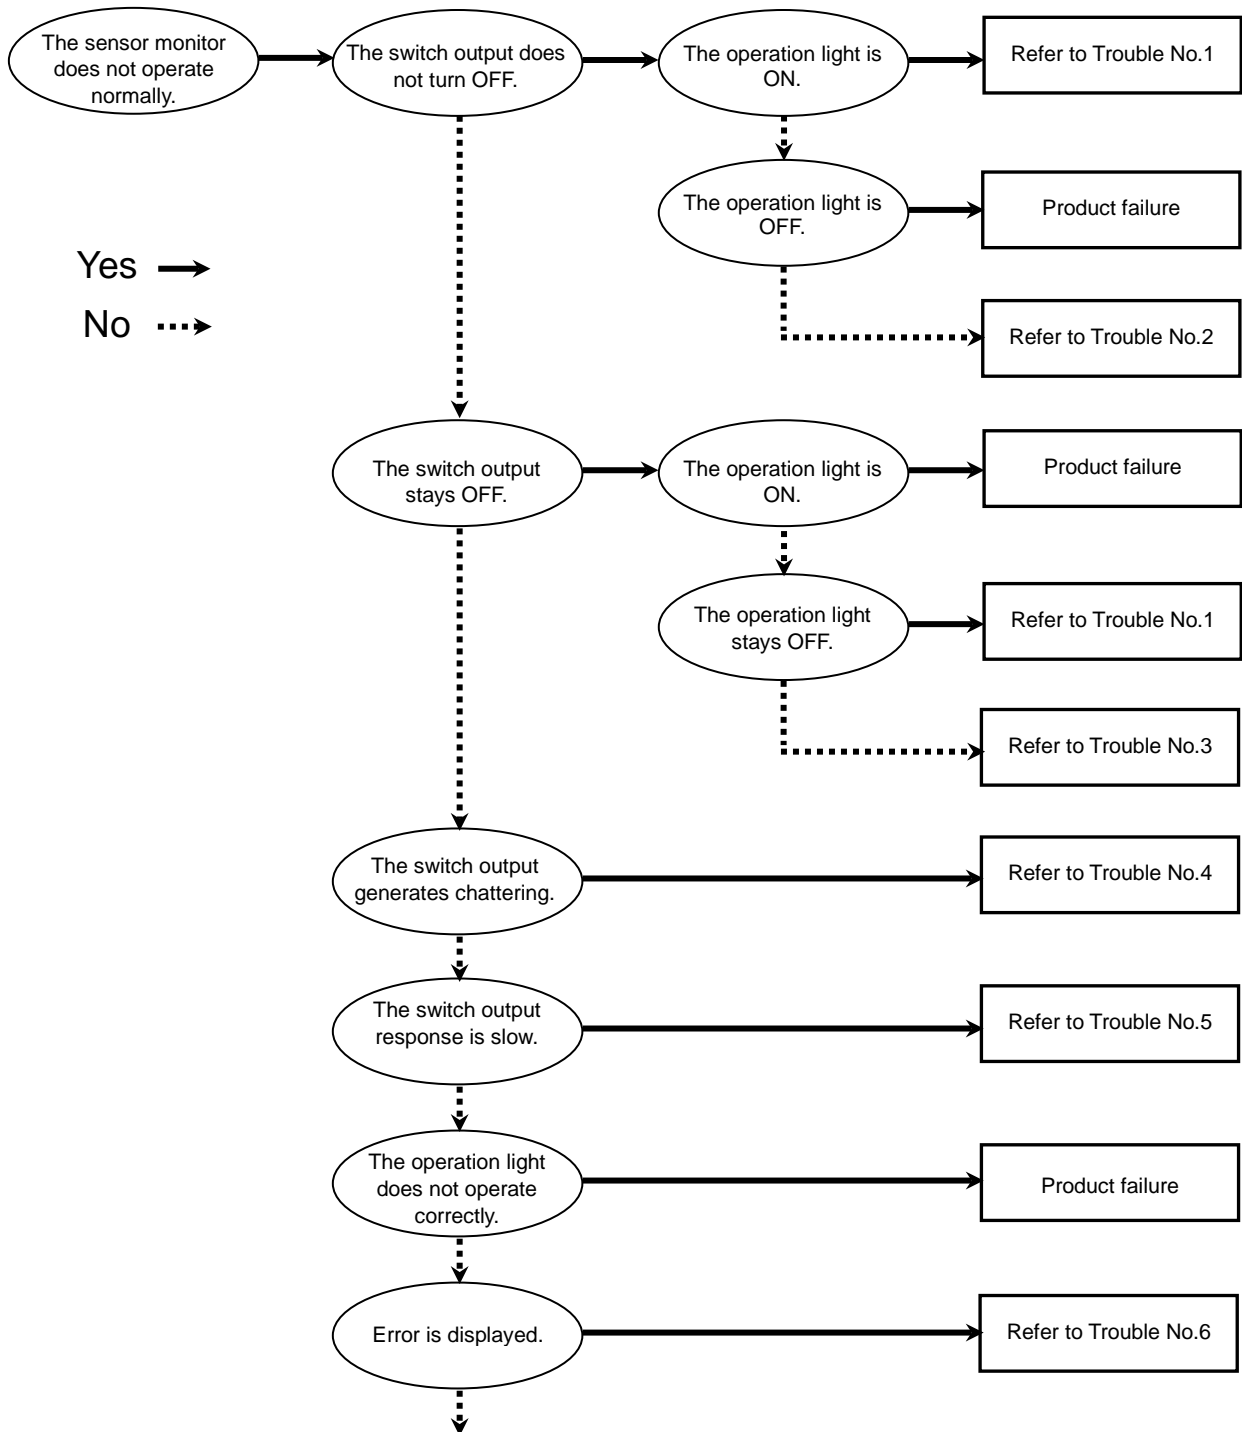 The sensor monitor
does not operate
normally.
The switch output does
not turn OFF.
The operation light is
ON.
Refer to Trouble No.1
The operation light is
OFF.
Product failure
Yes
No
Refer to Trouble No.2
The switch output
stays OFF.
The operation light is
ON.
Product failure
The operation light
stays OFF.
Refer to Trouble No.1
Refer to Trouble No.3
The switch output
generates chattering.
Refer to Trouble No.4
The switch output
response is slow.
Refer to Trouble No.5
The operation light
does not operate
correctly.
Product failure
Error is displayed.
Refer to Trouble No.6